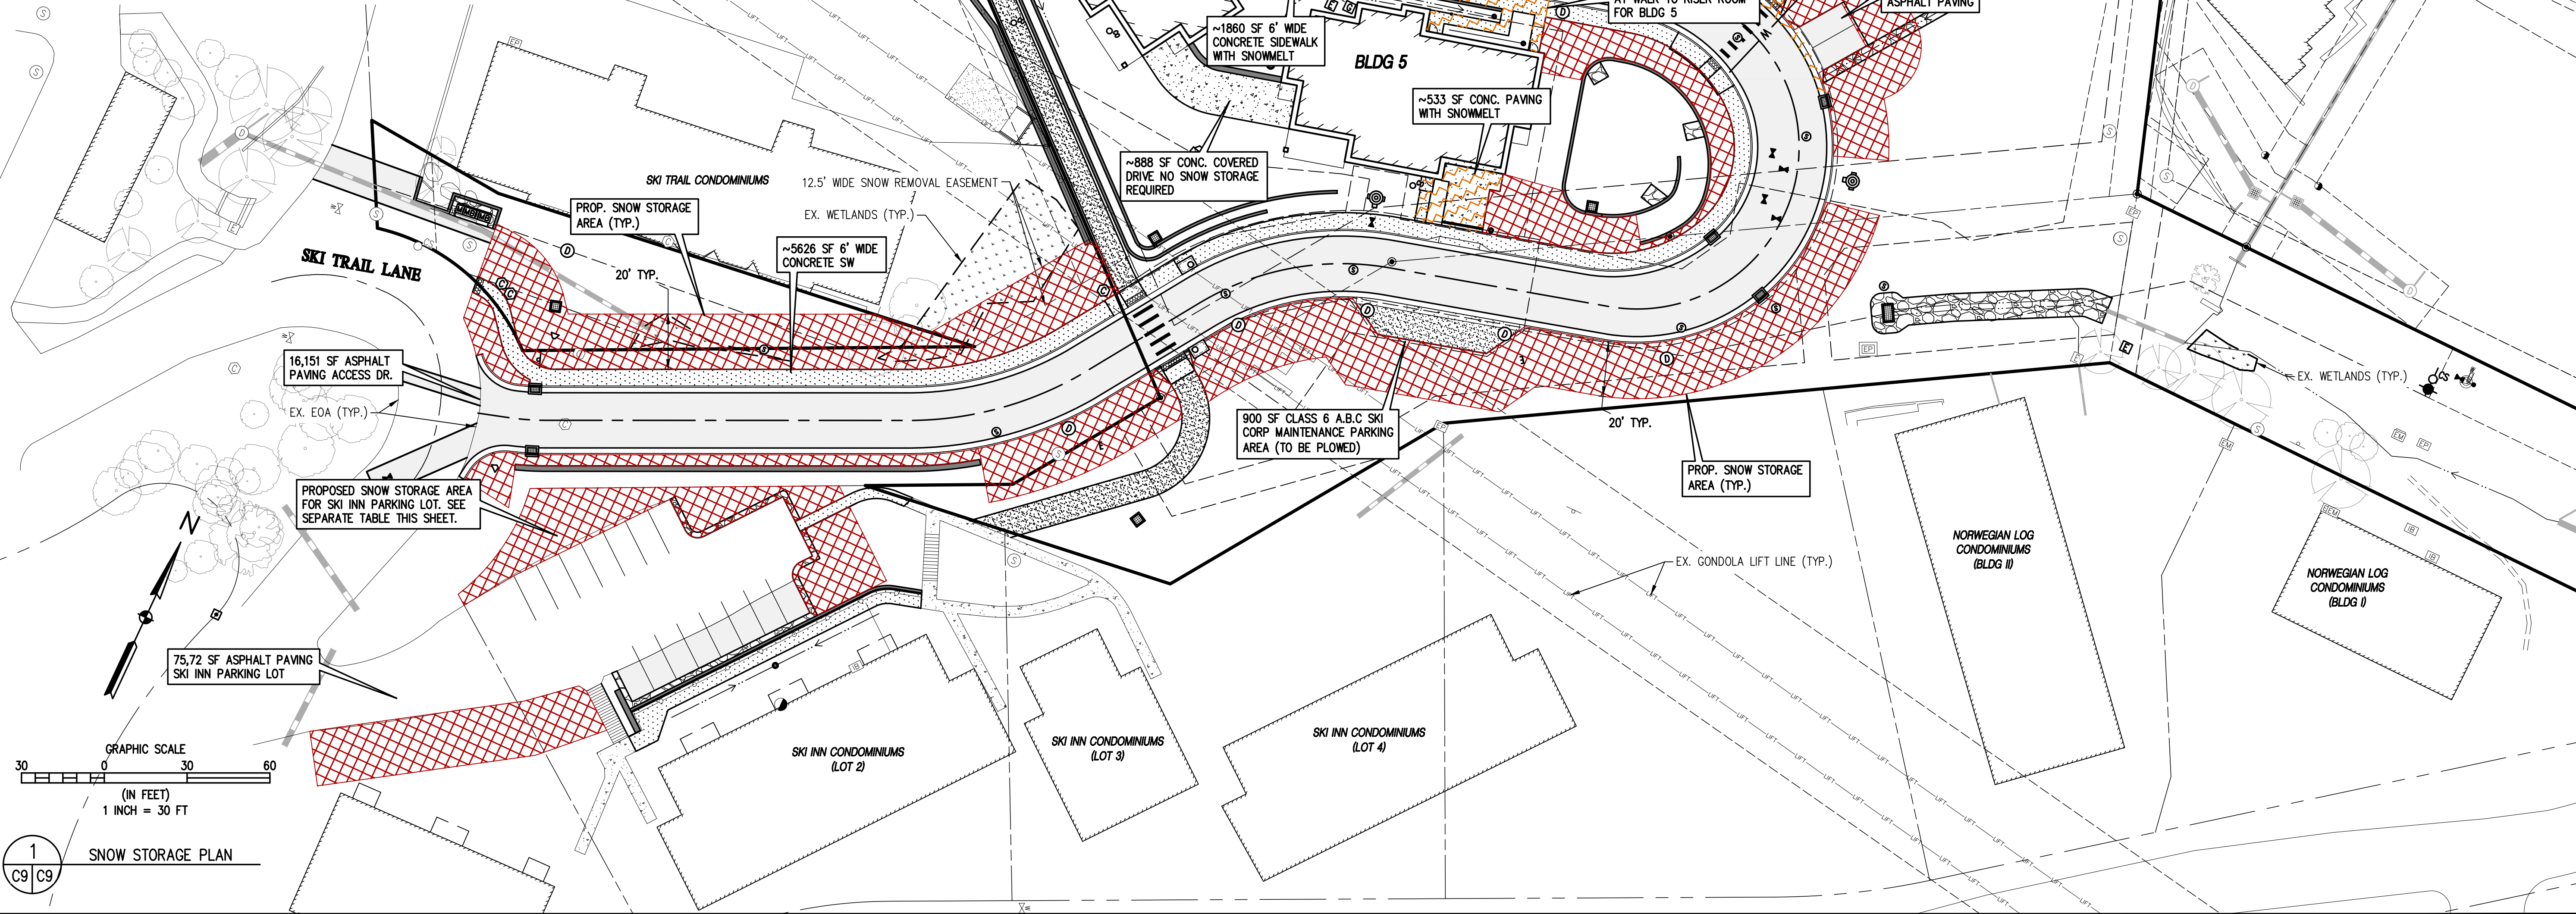 AT WALK TO RISER ROOM
FOR BLDG 5
ASPHALT PAVING
~1860 SF 6' WIDE
CONCRETE SIDEWALK
WITH SNOWMELT
BLDG 5
~533 SF CONC. PAVING
WITH SNOWMELT
~888 SF CONC. COVERED
DRIVE NO SNOW STORAGE
REQUIRED
SKI TRAIL CONDOMINIUMS
12.5' WIDE SNOW REMOVAL EASEMENT
EX. WETLANDS (TYP.)
PROP. SNOW STORAGE
AREA (TYP.)
~5626 SF 6' WIDE
CONCRETE SW
SKI TRAIL LANE
20' TYP.
16,151 SF ASPHALT
PAVING ACCESS DR.
EX. EOA (TYP.)
EX. WETLANDS (TYP.)
900 SF CLASS 6 A.B.C SKI
CORP MAINTENANCE PARKING
AREA (TO BE PLOWED)
20' TYP.
PROP. SNOW STORAGE
AREA (TYP.)
PROPOSED SNOW STORAGE AREA
FOR SKI INN PARKING LOT. SEE
SEPARATE TABLE THIS SHEET.
N
EX. GONDOLA LIFT LINE (TYP.)
NORWEGIAN LOG
CONDOMINIUMS
(BLDG II)
NORWEGIAN LOG
CONDOMINIUMS
(BLDG I)
75,72 SF ASPHALT PAVING
SKI INN PARKING LOT
SKI INN CONDOMINIUMS
(LOT 2)
SKI INN CONDOMINIUMS
(LOT 3)
SKI INN CONDOMINIUMS
(LOT 4)
GRAPHIC SCALE
30 0 30 60
(IN FEET)
1 INCH = 30 FT
1
C9 C9
SNOW STORAGE PLAN